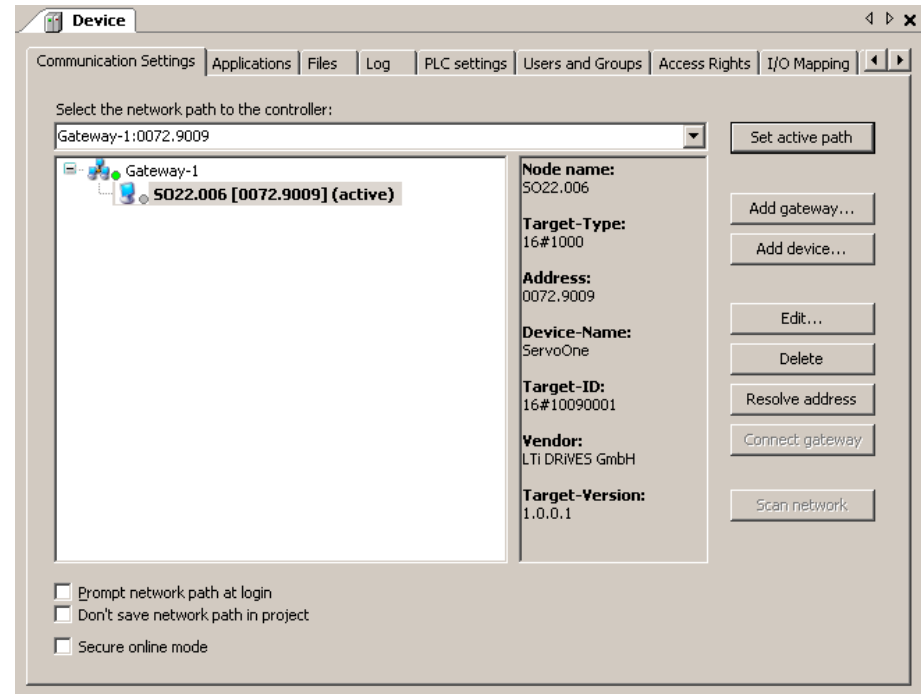 Device
Communication Settings Applications Files Log PLC settings Users and Groups Access Rights I/O Mapping
Select the network path to the controller:
Gateway-1:0072.9009
Set active path
Gateway-1
SO22.006 [0072.9009] (active)
Node name:
SO22.006
Target-Type:
16#1000
Address:
0072.9009
Device-Name:
ServoOne
Target-ID:
16#10090001
Vendor:
LTi DRiVES GmbH
Target-Version:
1.0.0.1
Add gateway...
Add device...
Edit...
Delete
Resolve address
Connect gateway
Scan network
Prompt network path at login
Don't save network path in project
Secure online mode